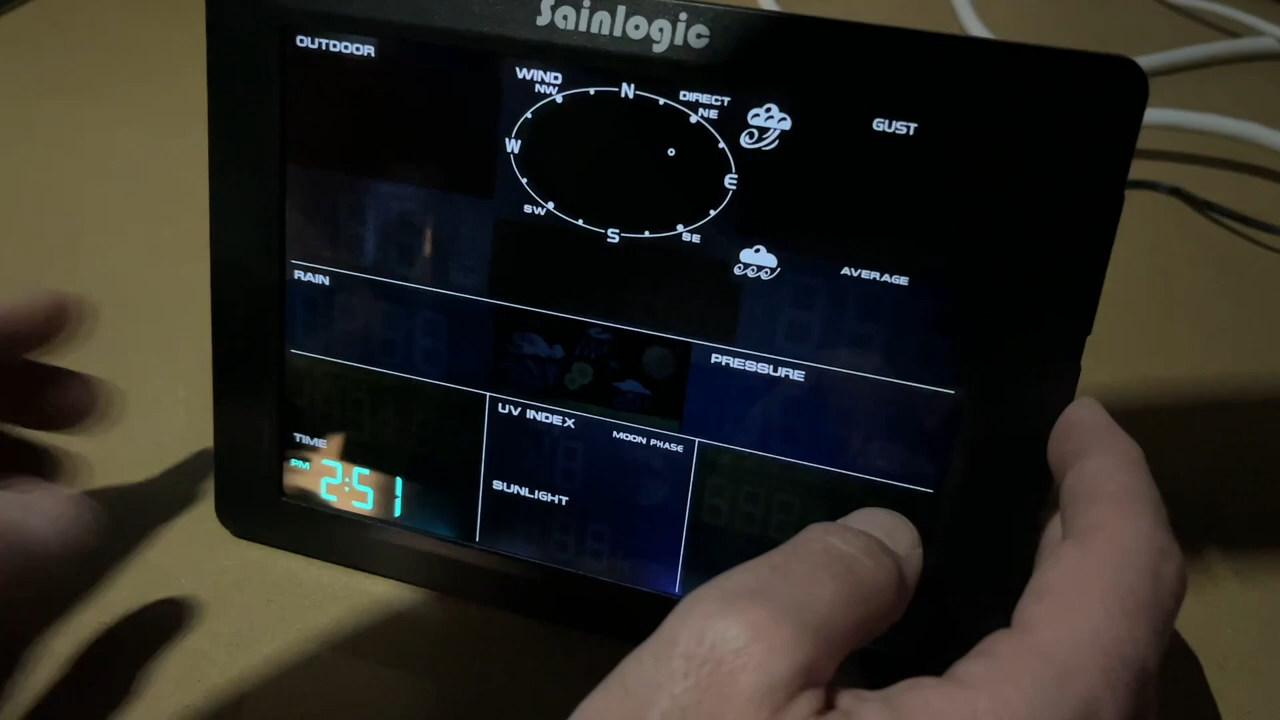 Sainlogic
OUTDOOR
WIND
NW
N
DIRECT
NE
GUST
W
E
SW
S
SE
AVERAGE
RAIN
PRESSURE
UV INDEX
MOON PHASE
TIME
PM 2:51
SUNLIGHT